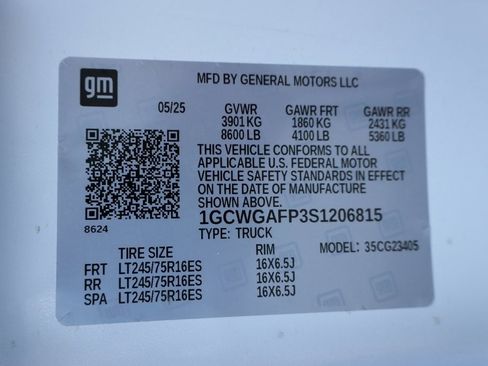 gm
MFD BY GENERAL MOTORS LLC
05/25 GVWR GAWR FRT GAWR RR
3901 KG 1860 KG 2431 KG
8600 LB 4100 LB 5360 LB
THIS VEHICLE CONFORMS TO ALL
APPLICABLE U.S. FEDERAL MOTOR
VEHICLE SAFETY STANDARDS IN EFFECT
ON THE DATE OF MANUFACTURE
SHOWN ABOVE.
8624 1GCWGAFP3S1206815
TYPE: TRUCK MODEL: 35CG23405
TIRE SIZE RIM
FRT LT245/75R16ES 16X6.5J
RR LT245/75R16ES 16X6.5J
SPA LT245/75R16ES 16X6.5J